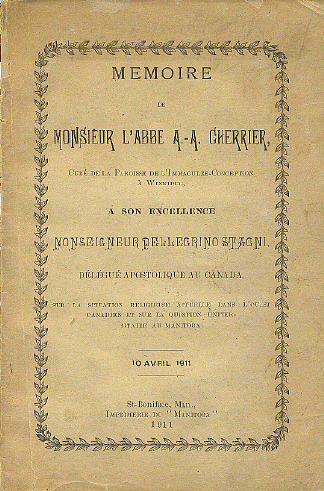 MEMOIRE
DE
MONSIEUR L'ABBE A.-A. CHERRIER,
CURÉ DE LA PAROISSE DE L'IMMACULÉE-CONCEPTION
À WINNIPEG,
À SON EXCELLENCE
MONSEIGNEUR PELLEGRINO STAGNI,
DÉLÉGUÉ APOSTOLIQUE AU CANADA,
SUR LA SITUATION RELIGIEUSE ACTUELLE DANS L'OUEST
CANADIEN ET SUR LA QUESTION UNIVER-
SITAIRE AU MANITOBA
10 AVRIL 1911
St-Boniface, Man.,
IMPRIMERIE DU "MANITOBA"
1911